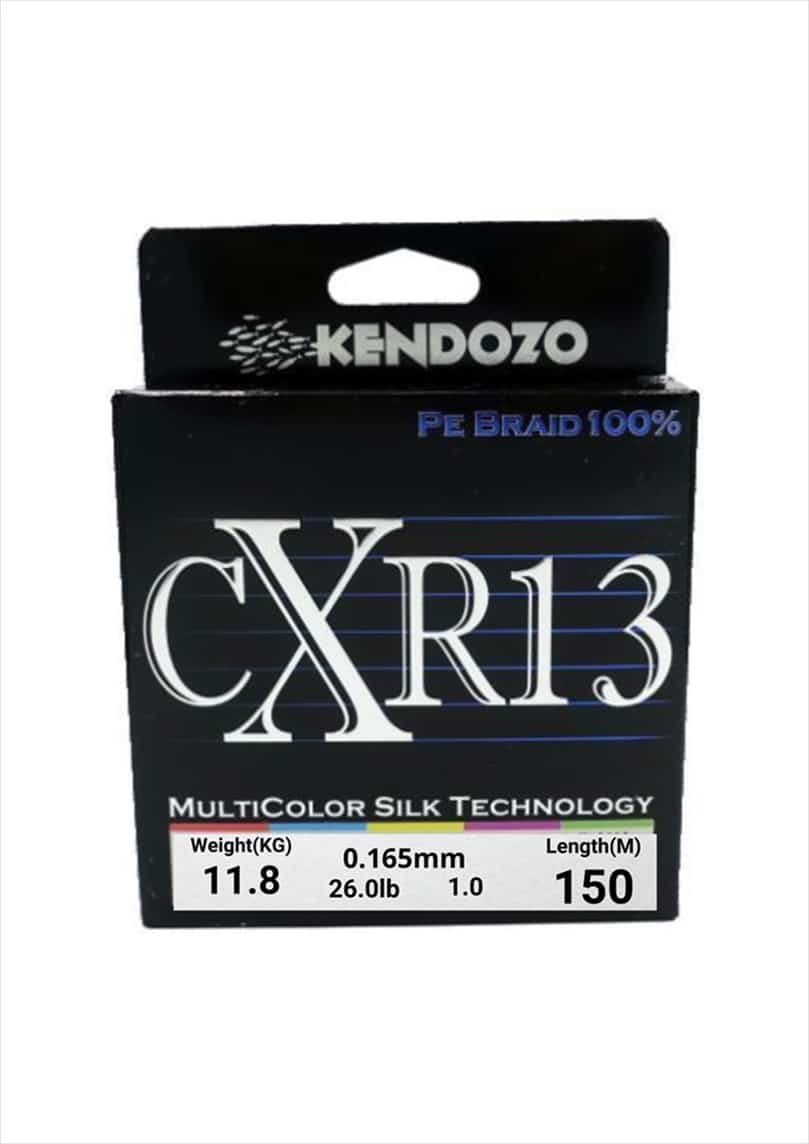 KENDOZO
PE BRAID 100%
CXR13
MULTICOLOR SILK TECHNOLOGY
Weight(KG) 0.165mm Length(M)
11.8 26.0lb 1.0 150